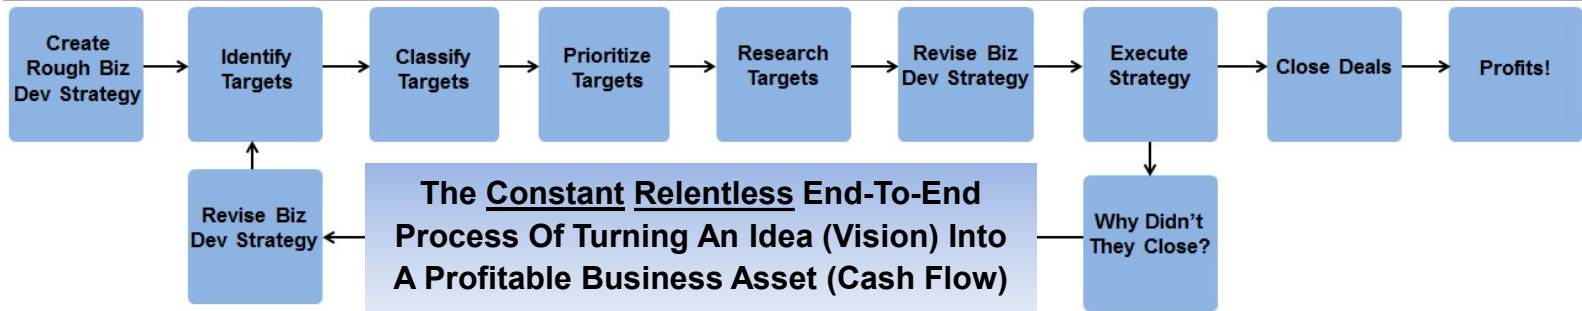 Create
Rough Biz
Dev Strategy
Identify
Targets
Classify
Targets
Prioritize
Targets
Research
Targets
Revise Biz
Dev Strategy
Execute
Strategy
Close Deals
Profits!
Revise Biz
Dev Strategy
The Constant Relentless End-To-End
Process Of Turning An Idea (Vision) Into
A Profitable Business Asset (Cash Flow)
Why Didn't
They Close?